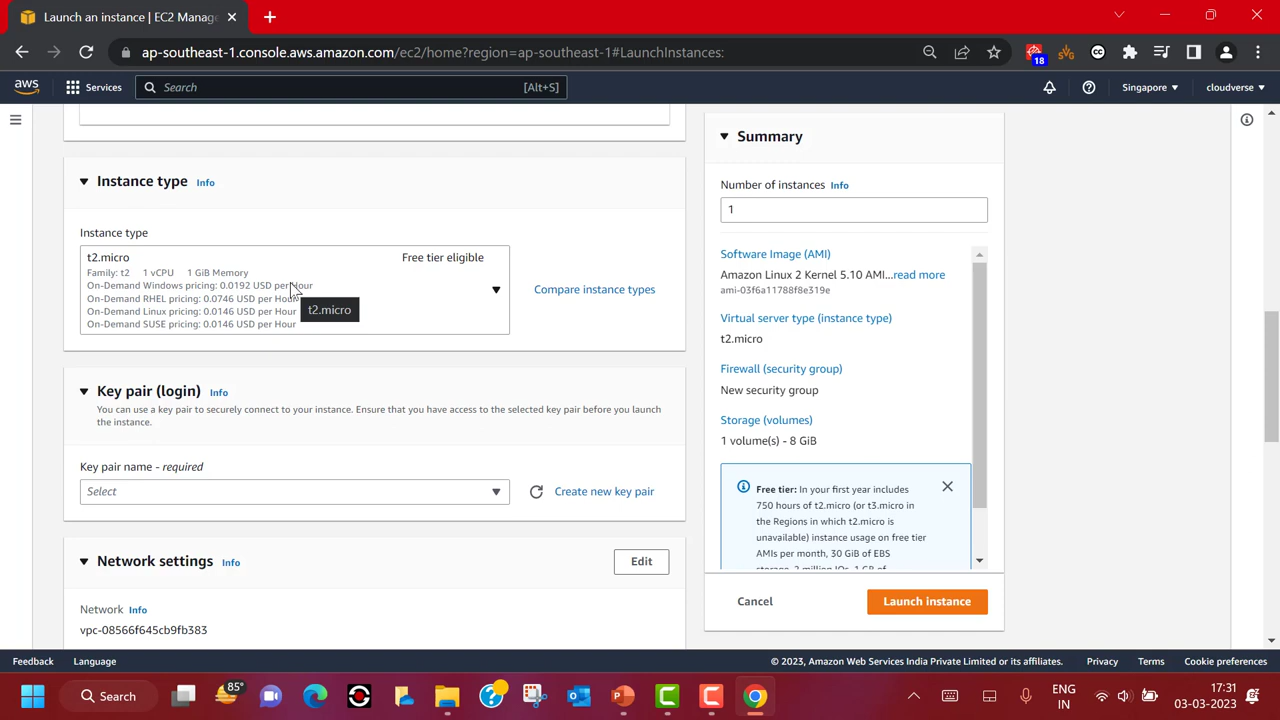 Launch an instance | EC2 Manage
ap-southeast-1.console.aws.amazon.com/ec2/home?region=ap-southeast-1#LaunchInstances:
18
aws
Services
Search
[Alt+S]
Singapore
cloudverse
Instance type
Info
Instance type
t2.micro
Free tier eligible
Family: t2 1 vCPU 1 GiB Memory
On-Demand Windows pricing: 0.0192 USD per Hour
On-Demand RHEL pricing: 0.0746 USD per Hour
On-Demand Linux pricing: 0.0146 USD per Hour
On-Demand SUSE pricing: 0.0146 USD per Hour
t2.micro
Compare instance types
Key pair (login)
Info
You can use a key pair to securely connect to your instance. Ensure that you have access to the selected key pair before you launch
the instance.
Key pair name - required
Select
Create new key pair
Network settings
Info
Edit
Network
Info
vpc-08566f645cb9fb383
Summary
Number of instances
Info
1
Software Image (AMI)
Amazon Linux 2 Kernel 5.10 AMI...read more
ami-03f6a11788f8e319e
Virtual server type (instance type)
t2.micro
Firewall (security group)
New security group
Storage (volumes)
1 volume(s) - 8 GiB
Free tier: In your first year includes
750 hours of t2.micro (or t3.micro in
the Regions in which t2.micro is
unavailable) instance usage on free tier
AMIs per month, 30 GiB of EBS
storage, 2 million IOs, 1 GB of
Cancel
Launch instance
Feedback
Language
© 2023, Amazon Web Services India Private Limited or its affiliates.
Privacy
Terms
Cookie preferences
85°
Search
ENG
IN
17:31
03-03-2023